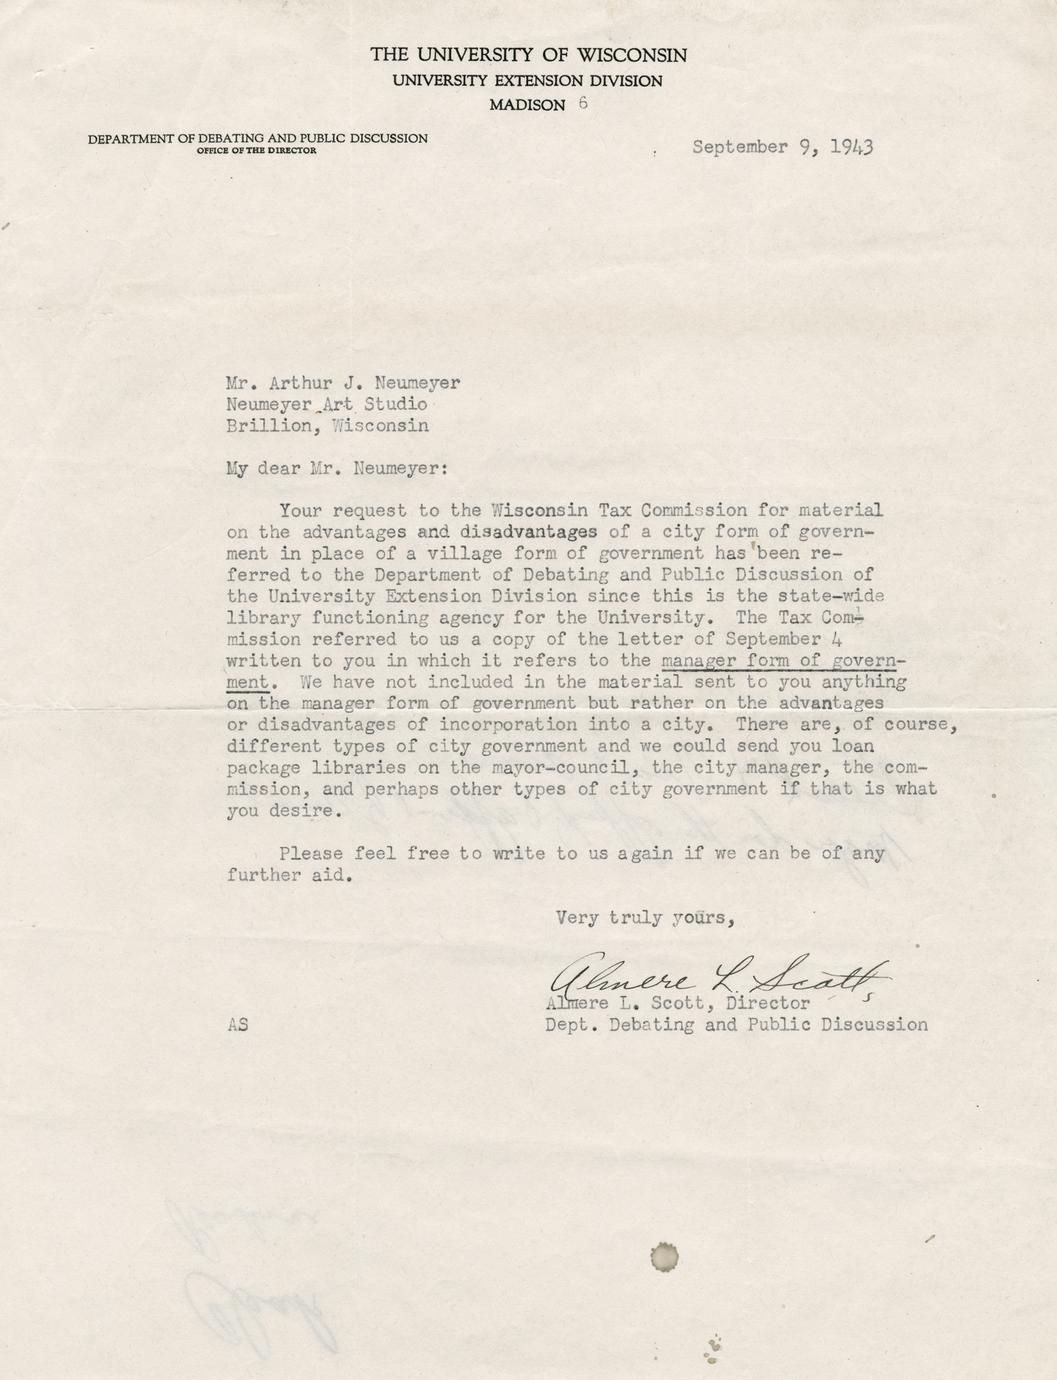 THE UNIVERSITY OF WISCONSIN
UNIVERSITY EXTENSION DIVISION
MADISON 6
DEPARTMENT OF DEBATING AND PUBLIC DISCUSSION
OFFICE OF THE DIRECTOR
September 9, 1943
Mr. Arthur J. Neumeyer
Neumeyer Art Studio
Brillion, Wisconsin
My dear Mr. Neumeyer:
Your request to the Wisconsin Tax Commission for material
on the advantages and disadvantages of a city form of govern-
ment in place of a village form of government has been re-
ferred to the Department of Debating and Public Discussion of
the University Extension Division since this is the state-wide
library functioning agency for the University. The Tax Com-
mission referred to us a copy of the letter of September 4
written to you in which it refers to the manager form of govern-
ment. We have not included in the material sent to you anything
on the manager form of government but rather on the advantages
or disadvantages of incorporation into a city. There are, of course,
different types of city government and we could send you loan
package libraries on the mayor-council, the city manager, the com-
mission, and perhaps other types of city government if that is what
you desire.
Please feel free to write to us again if we can be of any
further aid.
Very truly yours,
Almere L. Scott
Almere L. Scott, Director
AS
Dept. Debating and Public Discussion